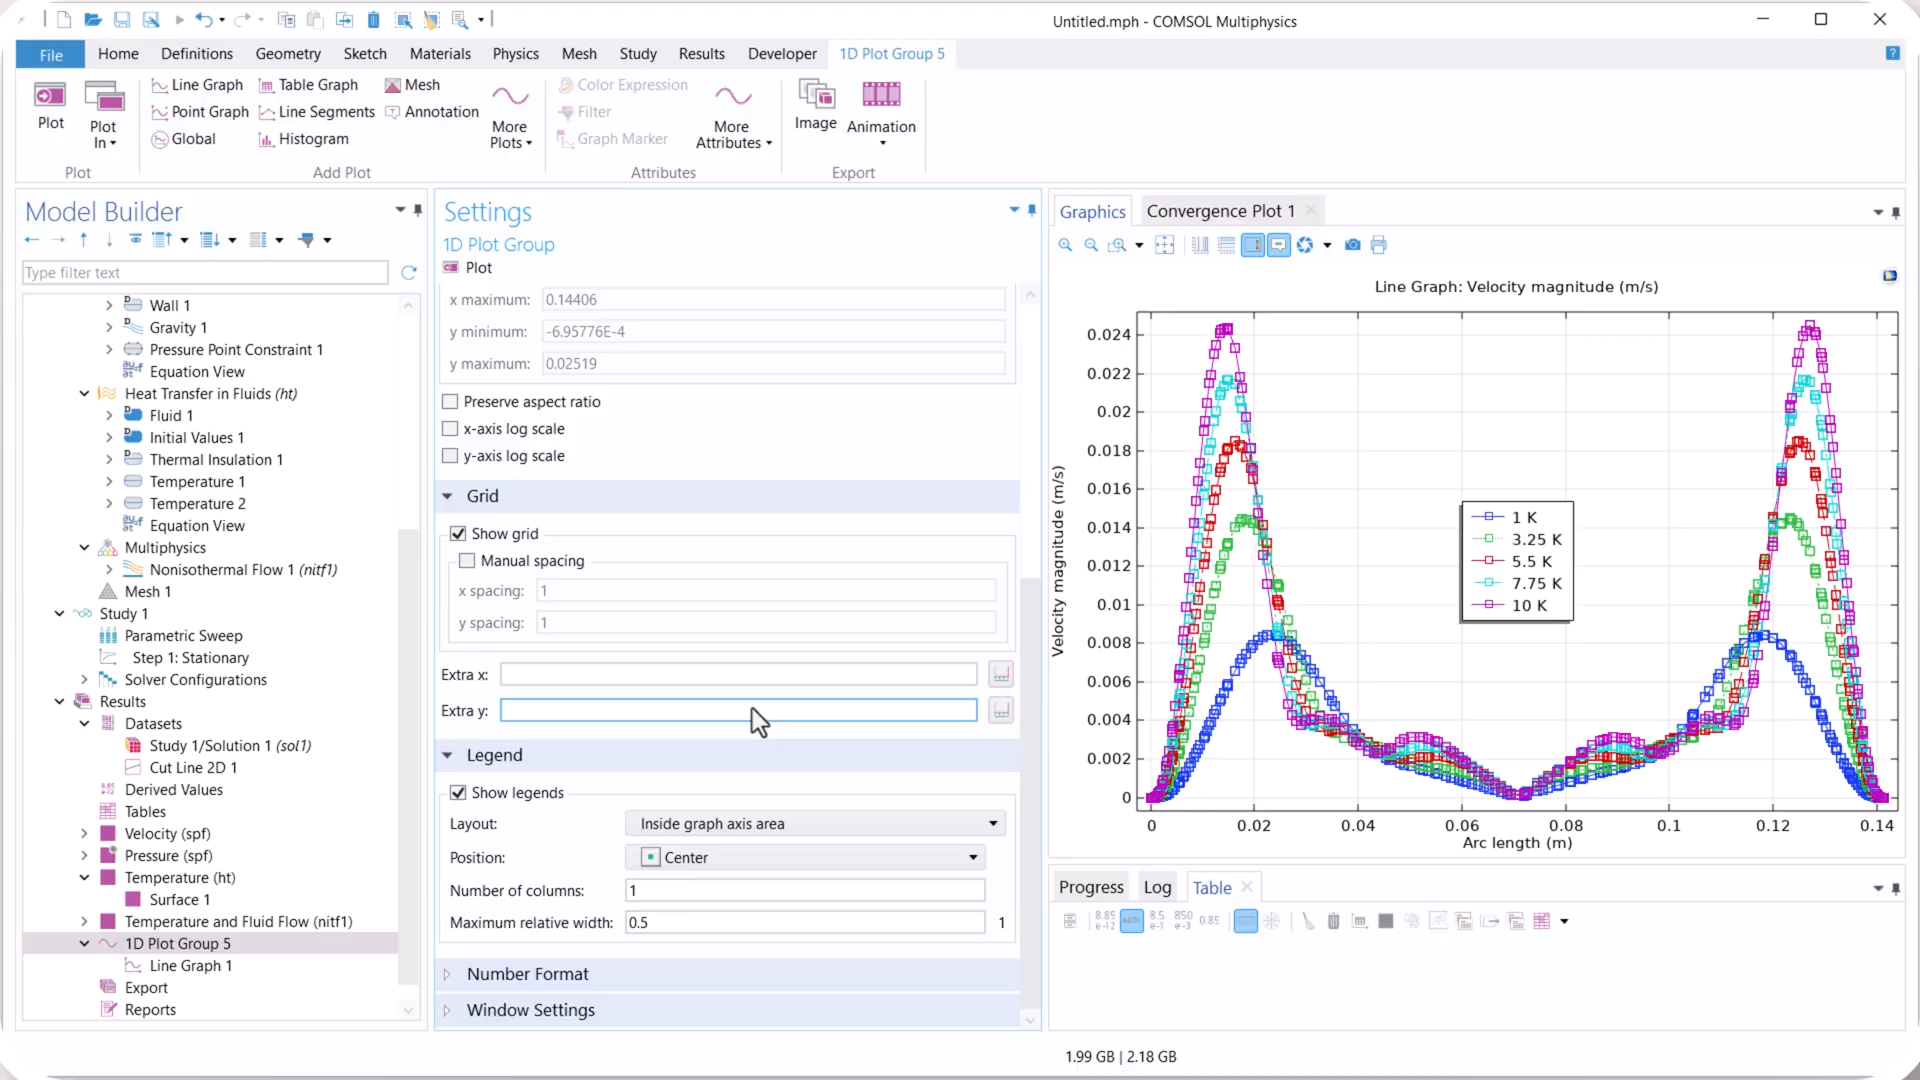 Untitled.mph - COMSOL Multiphysics
File Home Definitions Geometry Sketch Materials Physics Mesh Study Results Developer 1D Plot Group 5
Plot
Plot In
Line Graph
Point Graph
Global
Table Graph
Line Segments
Histogram
Mesh
Annotation
More Plots
Color Expression
Filter
Graph Marker
More Attributes
Image
Animation
Plot
Add Plot
Attributes
Export
Model Builder
Type filter text
Wall 1
Gravity 1
Pressure Point Constraint 1
Equation View
Heat Transfer in Fluids (ht)
Fluid 1
Initial Values 1
Thermal Insulation 1
Temperature 1
Temperature 2
Equation View
Multiphysics
Nonisothermal Flow 1 (nitf1)
Mesh 1
Study 1
Parametric Sweep
Step 1: Stationary
Solver Configurations
Results
Datasets
Study 1/Solution 1 (sol1)
Cut Line 2D 1
Derived Values
Tables
Velocity (spf)
Pressure (spf)
Temperature (ht)
Surface 1
Temperature and Fluid Flow (nitf1)
1D Plot Group 5
Line Graph 1
Export
Reports
Settings
1D Plot Group
Plot
x maximum: 0.14406
y minimum: -6.95776E-4
y maximum: 0.02519
Preserve aspect ratio
x-axis log scale
y-axis log scale
Grid
Show grid
Manual spacing
x spacing: 1
y spacing: 1
Extra x:
Extra y:
Legend
Show legends
Layout: Inside graph axis area
Position: Center
Number of columns: 1
Maximum relative width: 0.5 1
Number Format
Window Settings
Graphics Convergence Plot 1
Line Graph: Velocity magnitude (m/s)
Velocity magnitude (m/s)
0.024
0.022
0.02
0.018
0.016
0.014
0.012
0.01
0.008
0.006
0.004
0.002
0
1 K
3.25 K
5.5 K
7.75 K
10 K
0 0.02 0.04 0.06 0.08 0.1 0.12 0.14
Arc length (m)
Progress Log Table
8.85 e-12 AUTO 8.5 e-1 850 e-3 0.85
1.99 GB | 2.18 GB